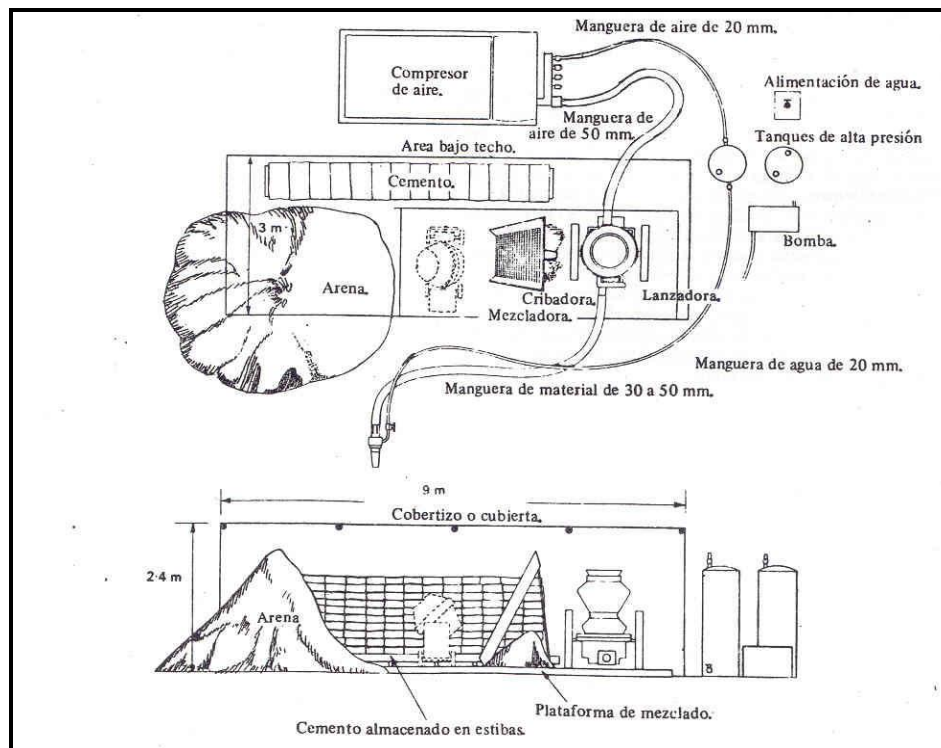 Manguera de aire de 20 mm.
Compresor
de aire.
Alimentación de agua.
Manguera de
aire de 50 mm.
Tanques de alta presión
Area bajo techo.
Cemento.
3 m
Bomba.
Arena.
Cribadora.
Lanzadora.
Mezcladora.
Manguera de agua de 20 mm.
Manguera de material de 30 a 50 mm.
9 m
Cobertizo o cubierta.
2·4 m
Arena
Plataforma de mezclado.
Cemento almacenado en estibas.